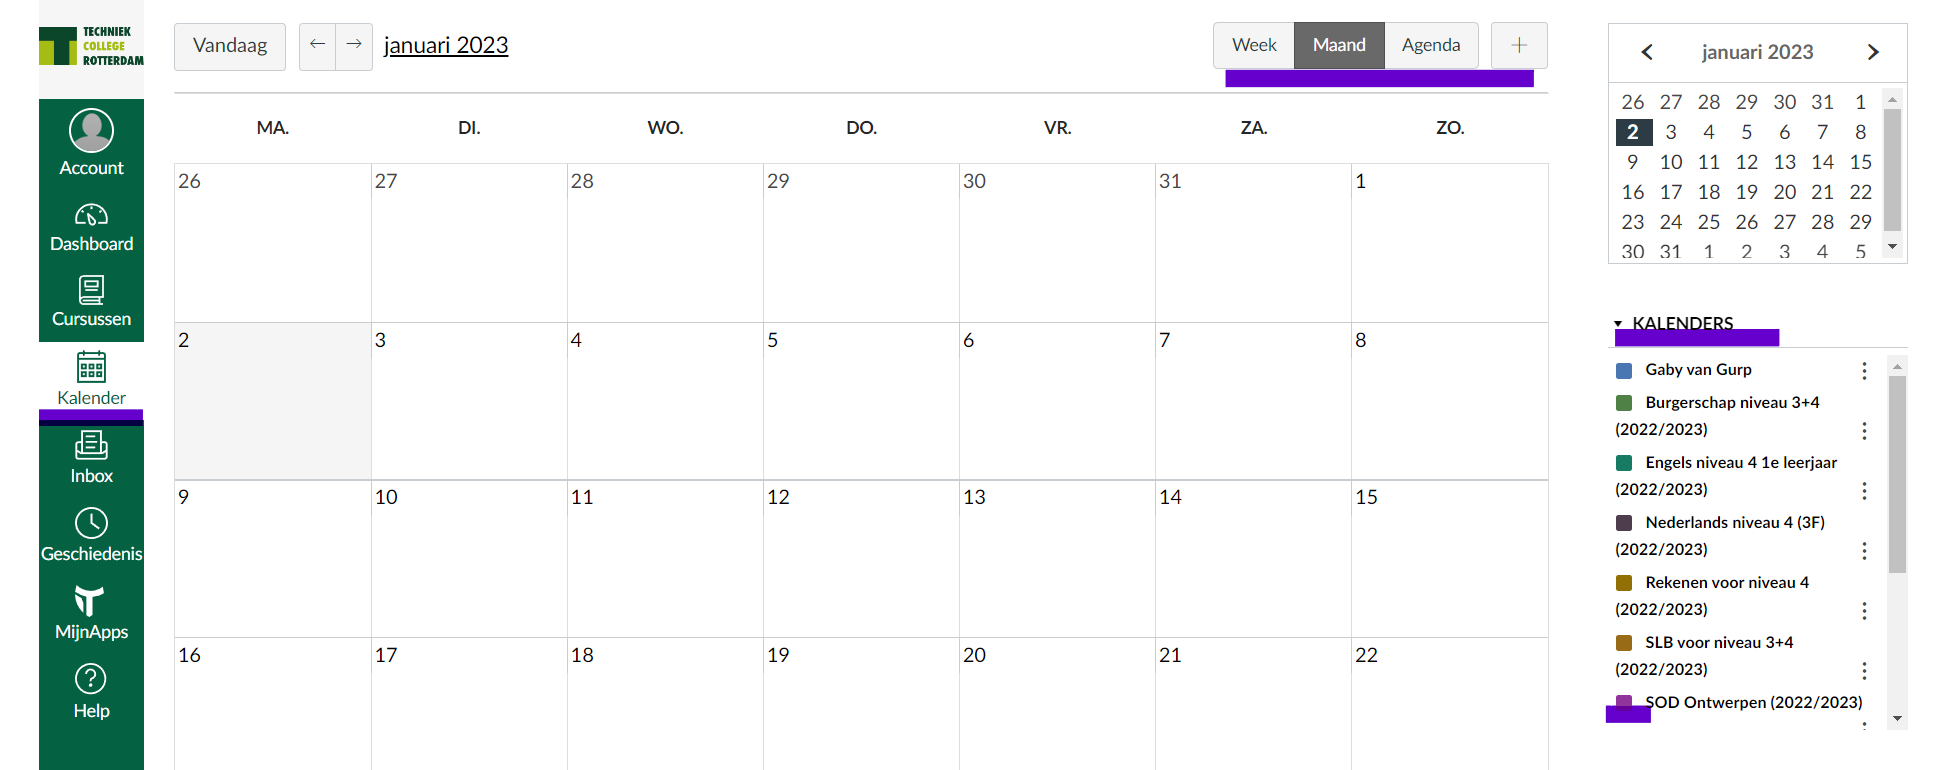 TECHNIEK
COLLEGE
ROTTERDAM
Account
Dashboard
Cursussen
Kalender
Inbox
Geschiedenis
MijnApps
Help
Vandaag ← → januari 2023 Week Maand Agenda +
MA. DI. WO. DO. VR. ZA. ZO.
26 27 28 29 30 31 1
2 3 4 5 6 7 8
9 10 11 12 13 14 15
16 17 18 19 20 21 22
januari 2023
26 27 28 29 30 31 1
2 3 4 5 6 7 8
9 10 11 12 13 14 15
16 17 18 19 20 21 22
23 24 25 26 27 28 29
30 31 1 2 3 4 5
KALENDERS
Gaby van Gurp
Burgerschap niveau 3+4
(2022/2023)
Engels niveau 4 1e leerjaar
(2022/2023)
Nederlands niveau 4 (3F)
(2022/2023)
Rekenen voor niveau 4
(2022/2023)
SLB voor niveau 3+4
(2022/2023)
SOD Ontwerpen (2022/2023)